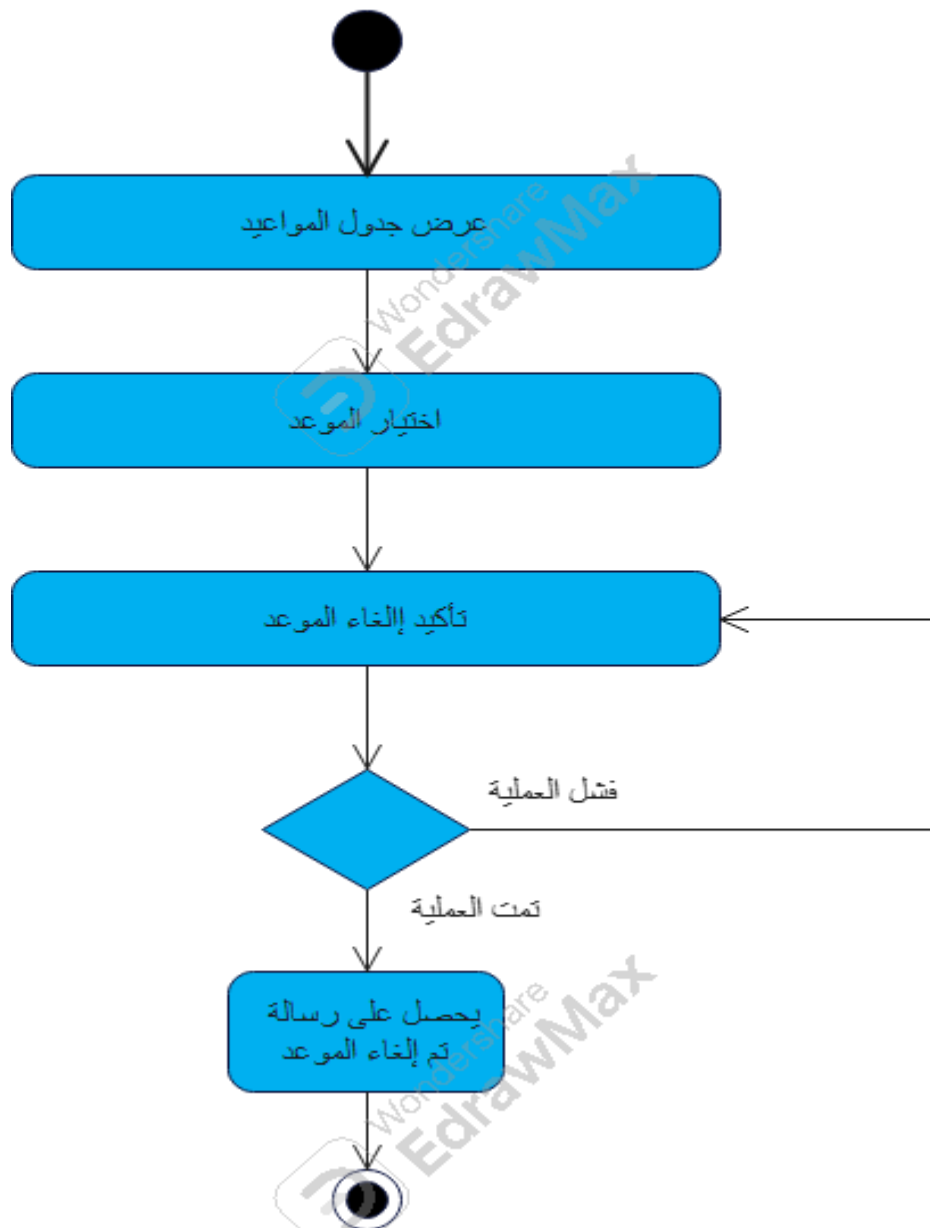 عرض جدول المواعيد
Wondershare
EdrawMax
اختيار الموعد
تأكيد إالغاء الموعد
فشل العملية
تمت العملية
يحصل على رسالة
تم إلغاء الموعد
Wondershare
EdrawMax